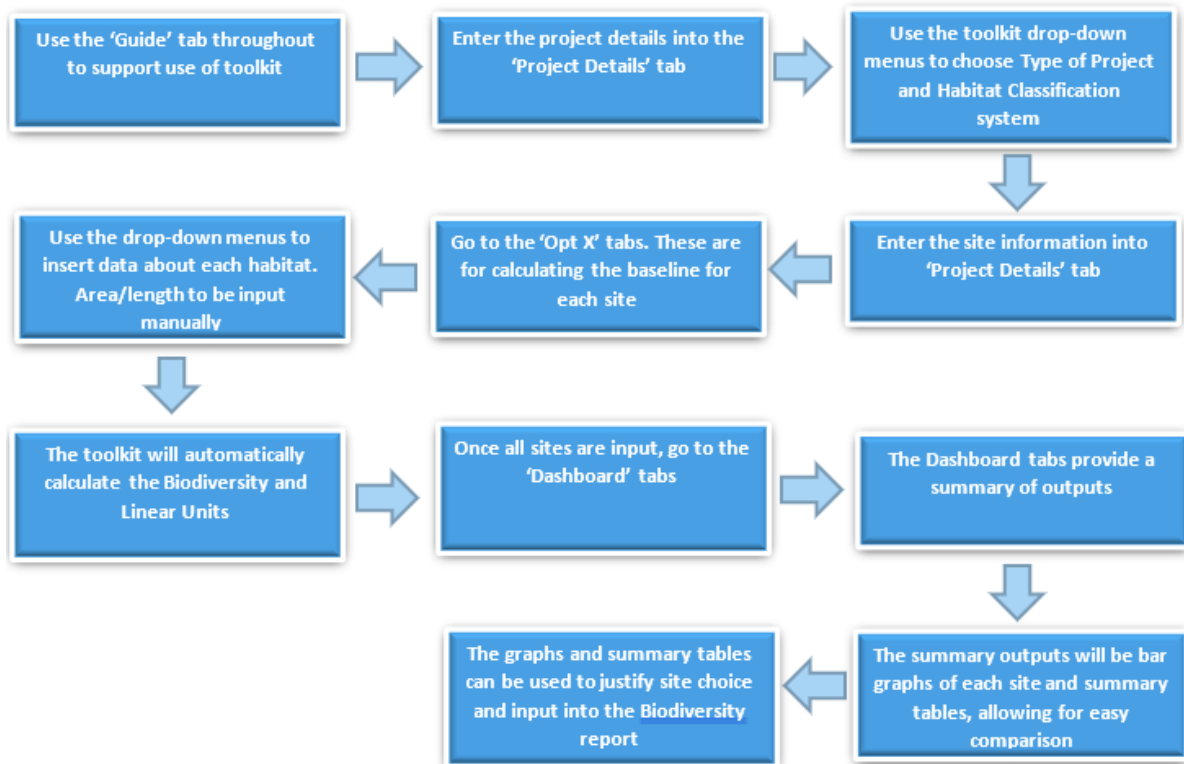 Use the ‘Guide’ tab throughout
to support use of toolkit
Enter the project details into the
‘Project Details’ tab
Use the toolkit drop-down
menus to choose Type of Project
and Habitat Classification
system
Enter the site information into
‘Project Details’ tab
Go to the ‘Opt X’ tabs. These are
for calculating the baseline for
each site
Use the drop-down menus to
insert data about each habitat.
Area/length to be input
manually
The toolkit will automatically
calculate the Biodiversity and
Linear Units
Once all sites are input, go to the
‘Dashboard’ tabs
The Dashboard tabs provide a
summary of outputs
The summary outputs will be bar
graphs of each site and summary
tables, allowing for easy
comparison
The graphs and summary tables
can be used to justify site choice
and input into the Biodiversity
report